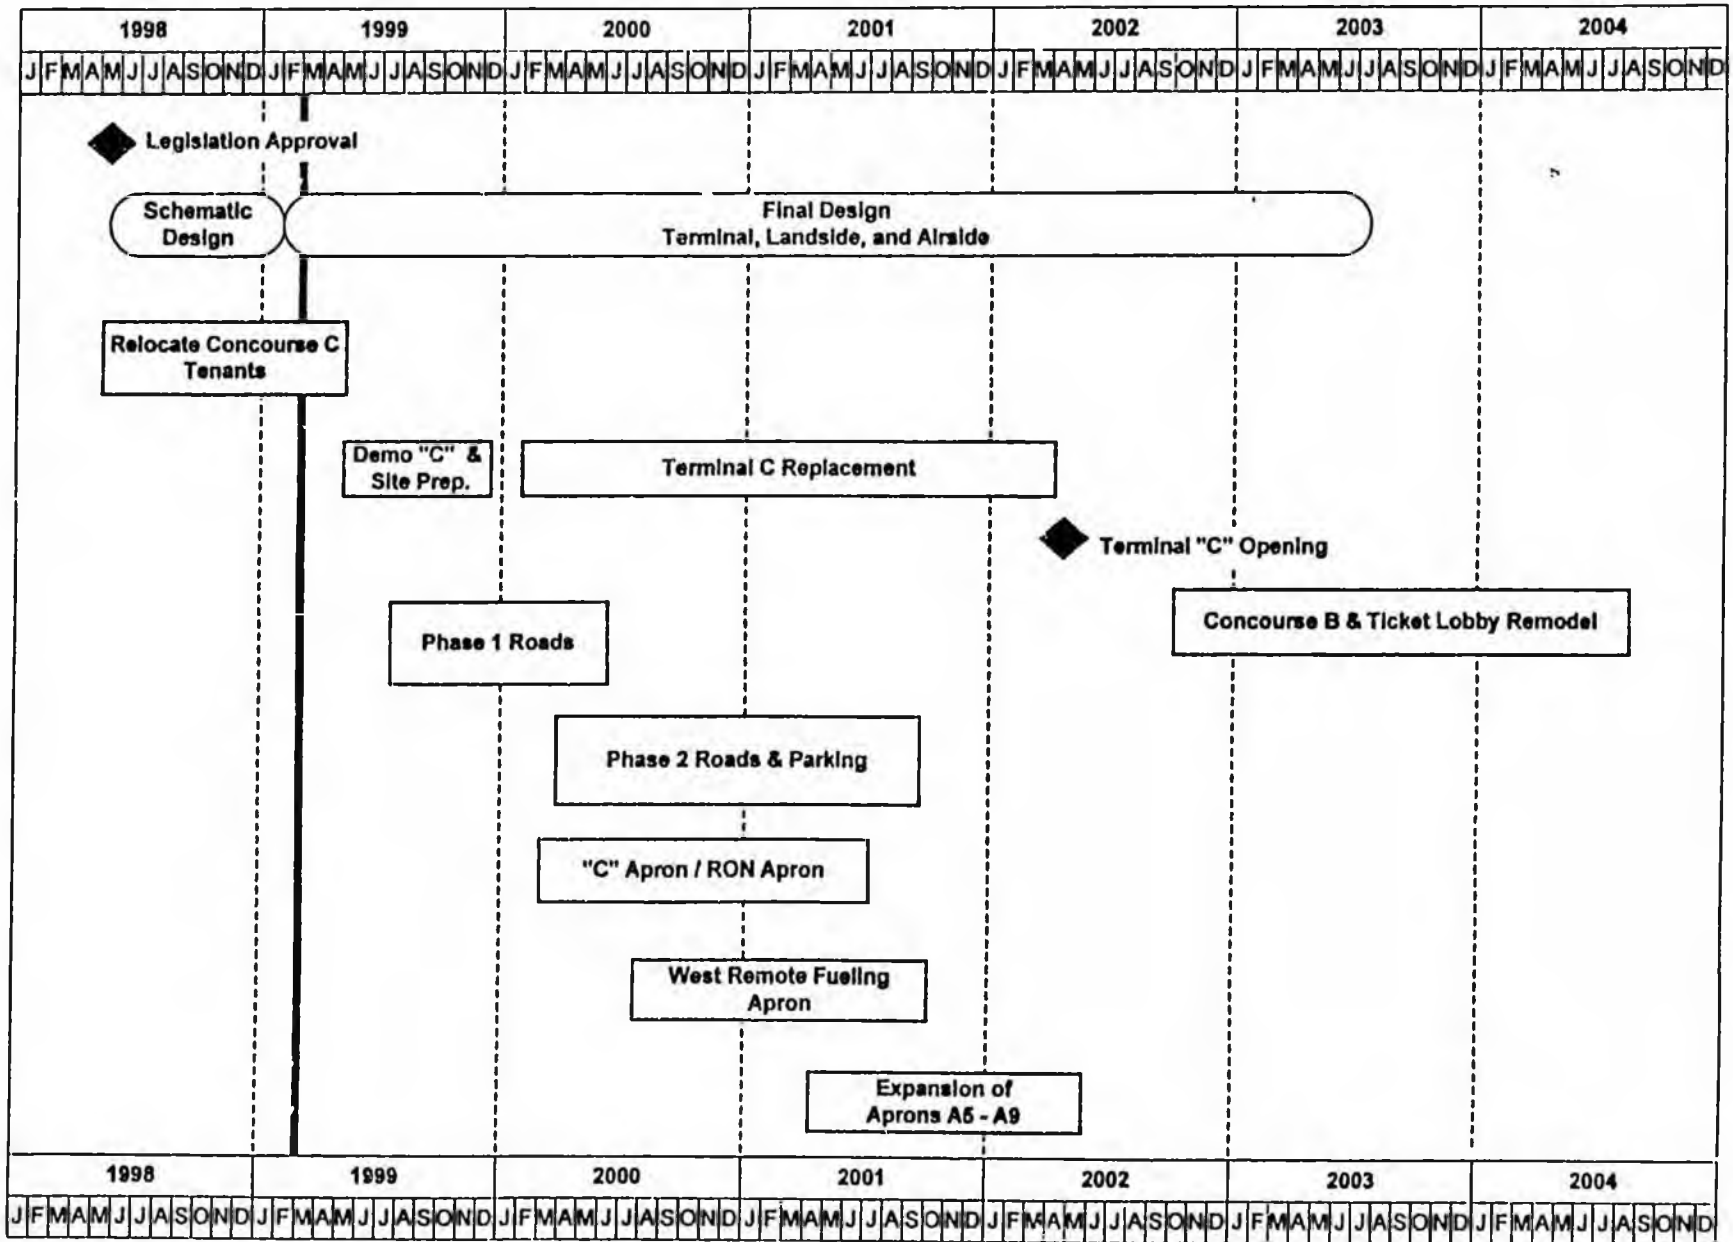 1998 1999 2000 2001 2002 2003 2004
J F M A M J J A S O N D J F M A M J J A S O N D J F M A M J J A S O N D J F M A M J J A S O N D J F M A M J J A S O N D J F M A M J J A S O N D J F M A M J J A S O N D
Legislation Approval
Schematic
Design
Final Design
Terminal, Landside, and Airside
Relocate Concourse C
Tenants
Demo "C" &
Site Prep.
Terminal C Replacement
Terminal "C" Opening
Concourse B & Ticket Lobby Remodel
Phase 1 Roads
Phase 2 Roads & Parking
"C" Apron / RON Apron
West Remote Fueling
Apron
Expansion of
Aprons A5 - A9
1998 1999 2000 2001 2002 2003 2004
J F M A M J J A S O N D J F M A M J J A S O N D J F M A M J J A S O N D J F M A M J J A S O N D J F M A M J J A S O N D J F M A M J J A S O N D J F M A M J J A S O N D